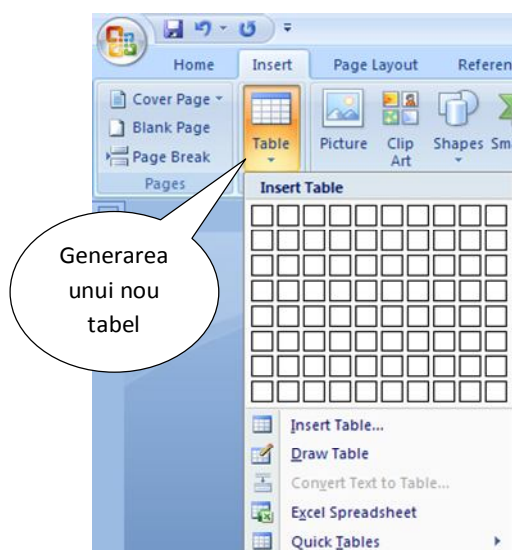 Home Insert Page Layout Referen
Cover Page
Blank Page
Page Break
Pages
Table
Picture
Clip
Art
Shapes
Sma
Insert Table
Generarea
unui nou
tabel
Insert Table...
Draw Table
Convert Text to Table...
Excel Spreadsheet
Quick Tables